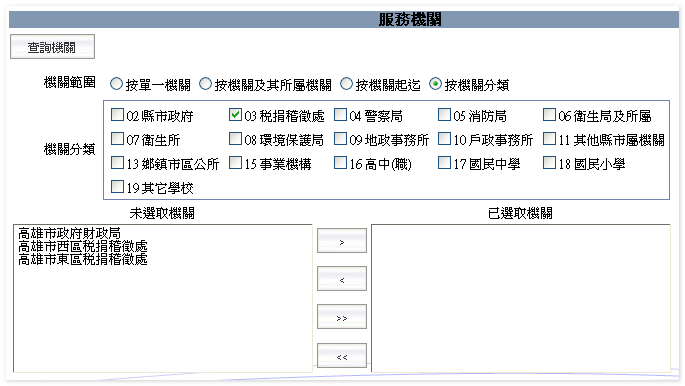 服務機關
查詢機關
機關範圍 按單一機關 按機關及其所屬機關 按機關起迄 按機關分類
02 縣市政府 03 稅捐稽徵處 04 警察局 05 消防局 06 衛生局及所屬
機關分類 07 衛生所 08 環境保護局 09 地政事務所 10 戶政事務所 11 其他縣市屬機關
13 鄉鎮市區公所 15 事業機構 16 高中(職) 17 國民中學 18 國民小學
19 其它學校
未選取機關 已選取機關
高雄市政府財政局
高雄市西區稅捐稽徵處
高雄市東區稅捐稽徵處
>
<
>>
<<